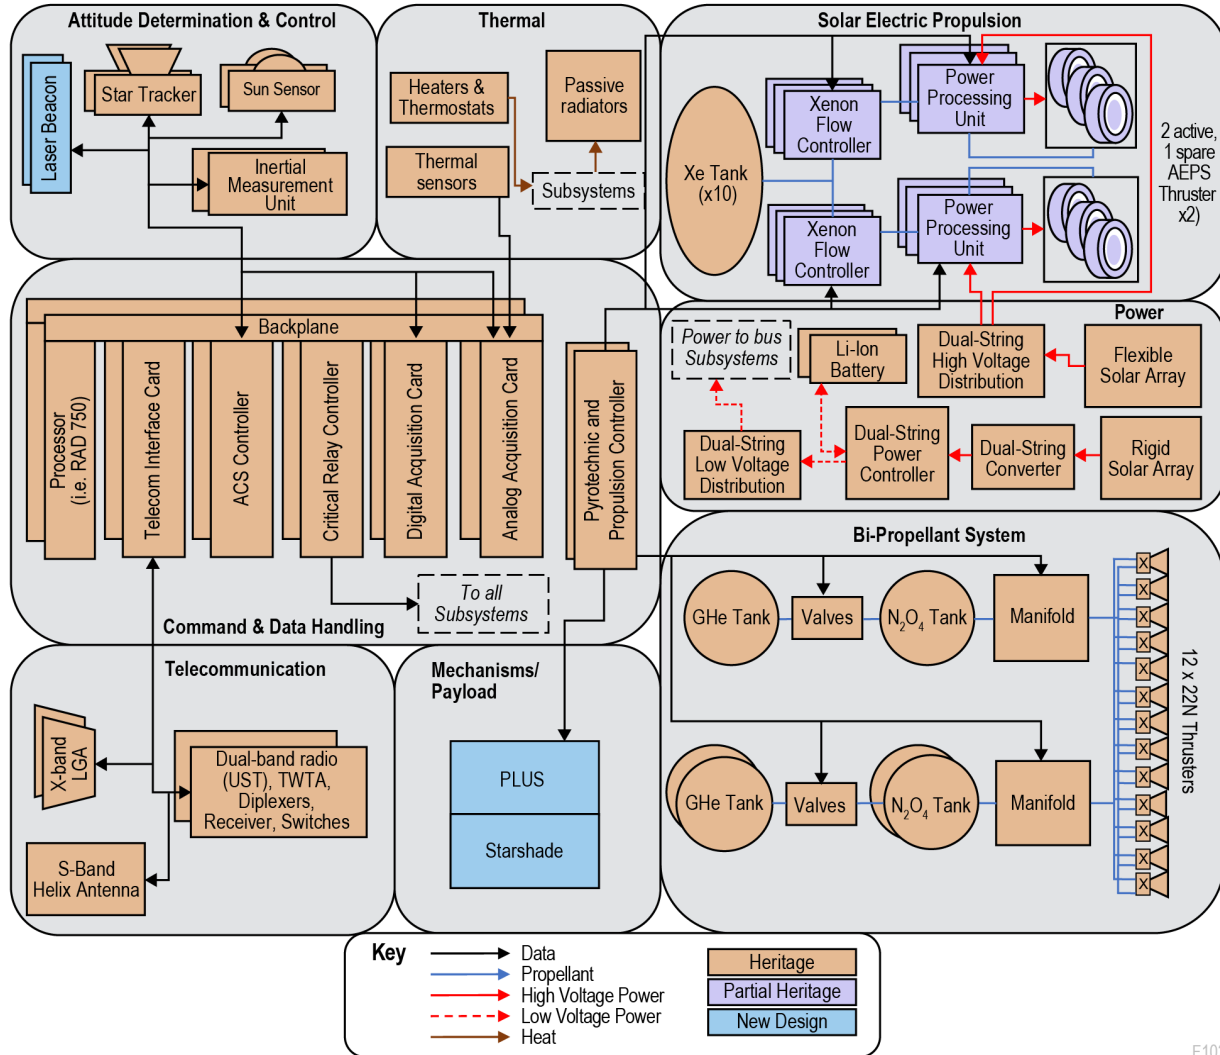 Attitude Determination & Control
Laser Beacon
Star Tracker
Sun Sensor
Inertial
Measurement
Unit
Thermal
Heaters &
Thermostats
Passive
radiators
Thermal
sensors
Subsystems
Solar Electric Propulsion
Xe Tank
(x10)
Xenon
Flow
Controller
Power
Processing
Unit
Xenon
Flow
Controller
Power
Processing
Unit
2 active,
1 spare
AEPS
Thruster
x2)
Backplane
Processor
(i.e. RAD 750)
Telecom Interface Card
ACS Controller
Critical Relay Controller
Digital Acquisition Card
Analog Acquisition Card
Pyrotechnic and
Propulsion Controller
To all
Subsystems
Command & Data Handling
Power
Power to bus
Subsystems
Li-Ion
Battery
Dual-String
High Voltage
Distribution
Flexible
Solar Array
Dual-String
Low Voltage
Distribution
Dual-String
Power
Controller
Dual-String
Converter
Rigid
Solar Array
Telecommunication
X-band
LGA
Dual-band radio
(UST), TWTA,
Diplexers,
Receiver, Switches
S-Band
Helix Antenna
Mechanisms/
Payload
PLUS
Starshade
Bi-Propellant System
GHe Tank
Valves
N₂O₄ Tank
Manifold
GHe Tank
Valves
N₂O₄ Tank
Manifold
X
X
X
X
X
X
X
X
X
X
X
X
X
12 x 22N Thrusters
Key
Data
Propellant
High Voltage Power
Low Voltage Power
Heat
Heritage
Partial Heritage
New Design